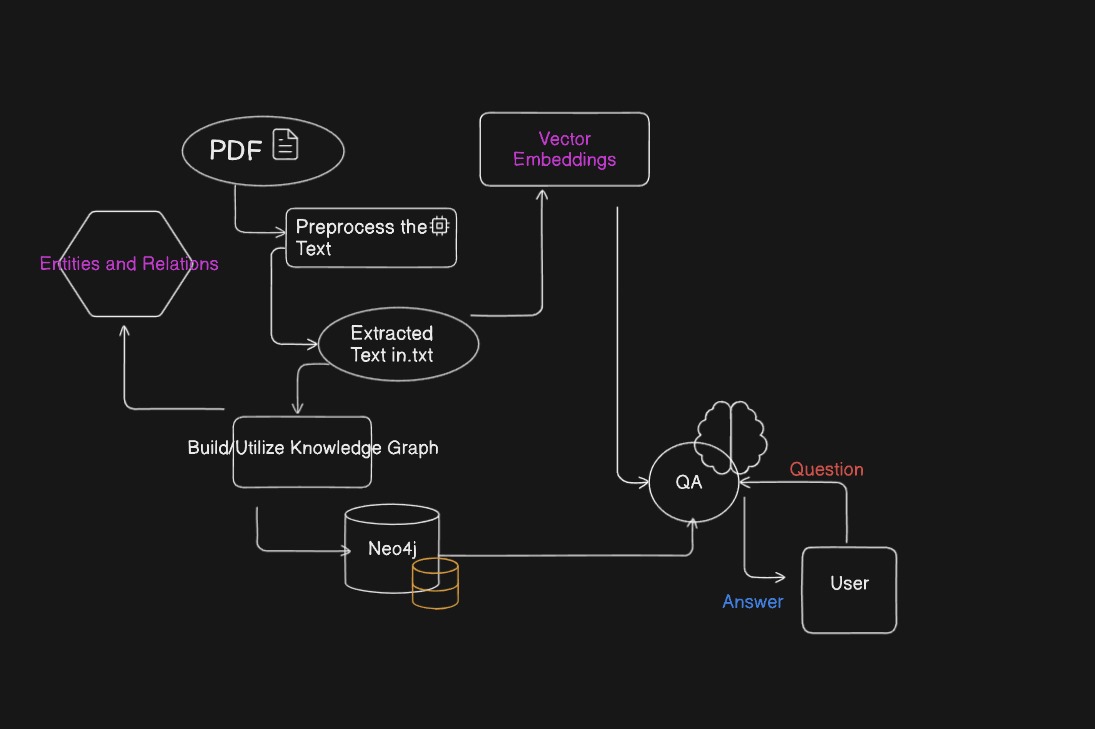 PDF
Vector
Embeddings
Preprocess the
Text
Entities and Relations
Extracted
Text in.txt
Build/Utilize Knowledge Graph
Question
QA
Neo4j
User
Answer